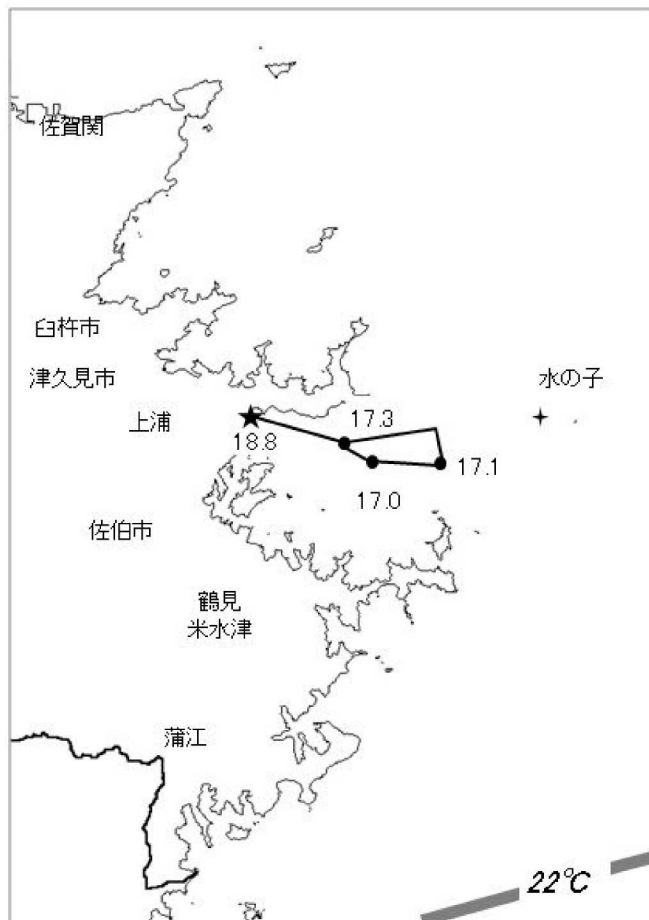 佐賀関
臼杵市
津久見市
水の子
上浦
17.3
18.8
17.1
17.0
佐伯市
鶴見
米水津
蒲江
22℃